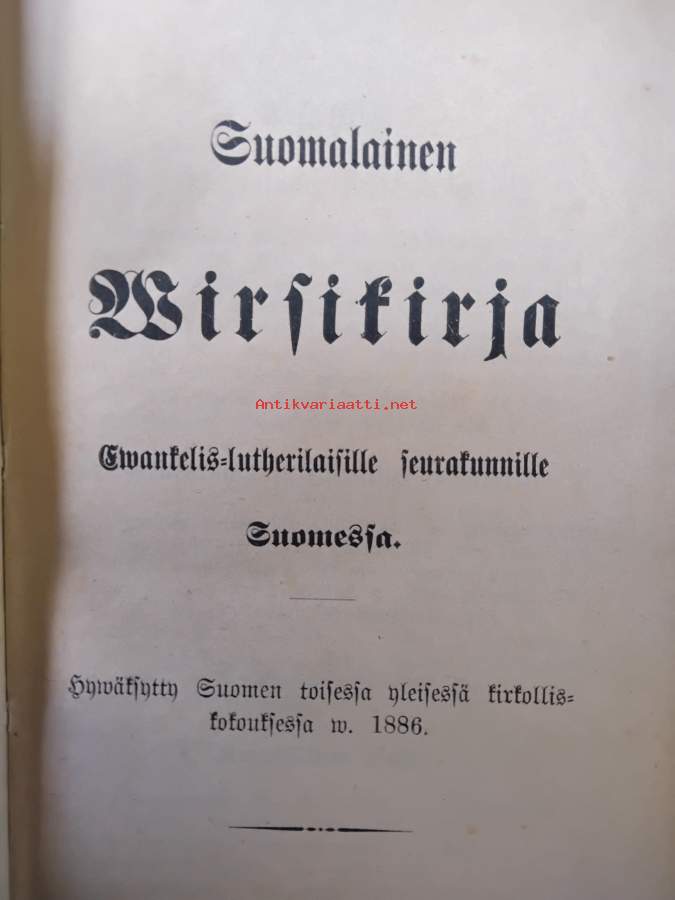 Suomalainen
Wirsikirja
Antikvariaatti.net
Ewankelis-lutherilaisille seurakunnille
Suomessa.
Hywäksytty Suomen toisessa yleisessä kirkollis-
kokouksessa w. 1886.